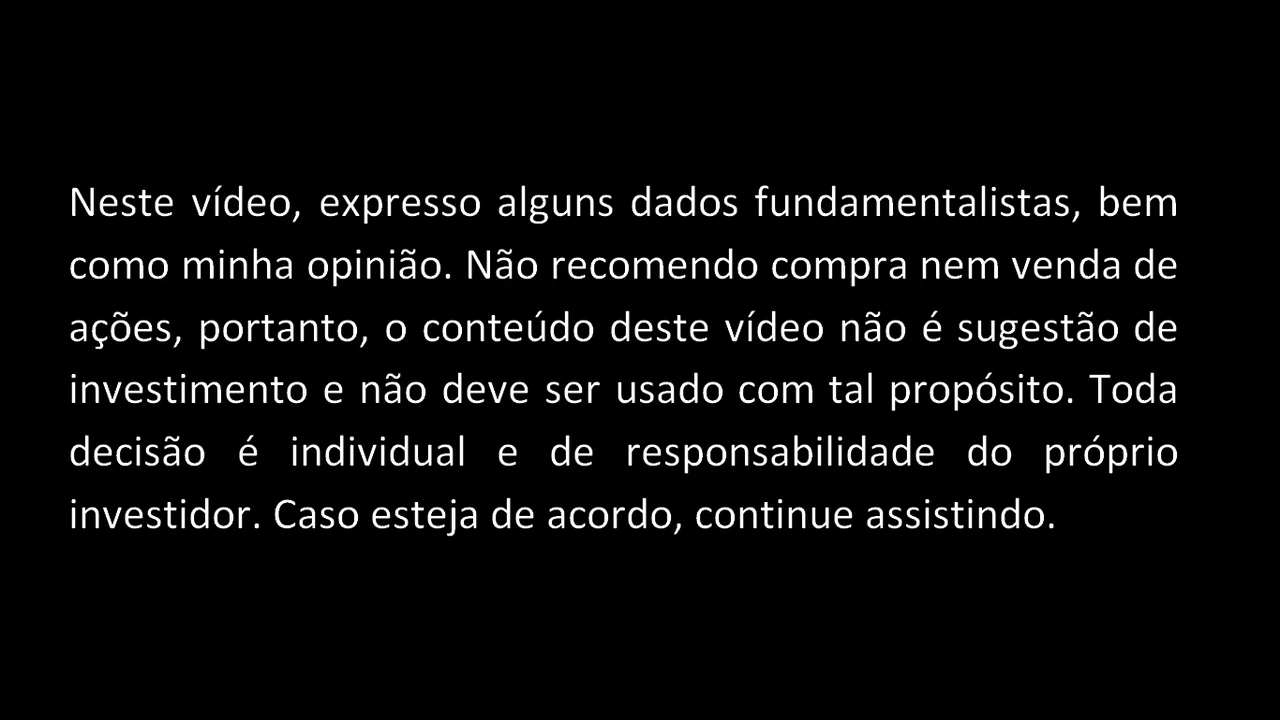 Neste vídeo, expresso alguns dados fundamentalistas, bem
como minha opinião. Não recomendo compra nem venda de
ações, portanto, o conteúdo deste vídeo não é sugestão de
investimento e não deve ser usado com tal propósito. Toda
decisão é individual e de responsabilidade do próprio
investidor. Caso esteja de acordo, continue assistindo.